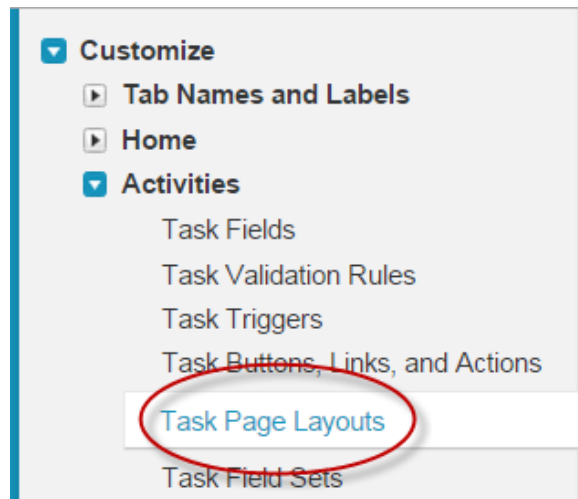 Customize
Tab Names and Labels
Home
Activities
Task Fields
Task Validation Rules
Task Triggers
Task Buttons, Links, and Actions
Task Page Layouts
Task Field Sets